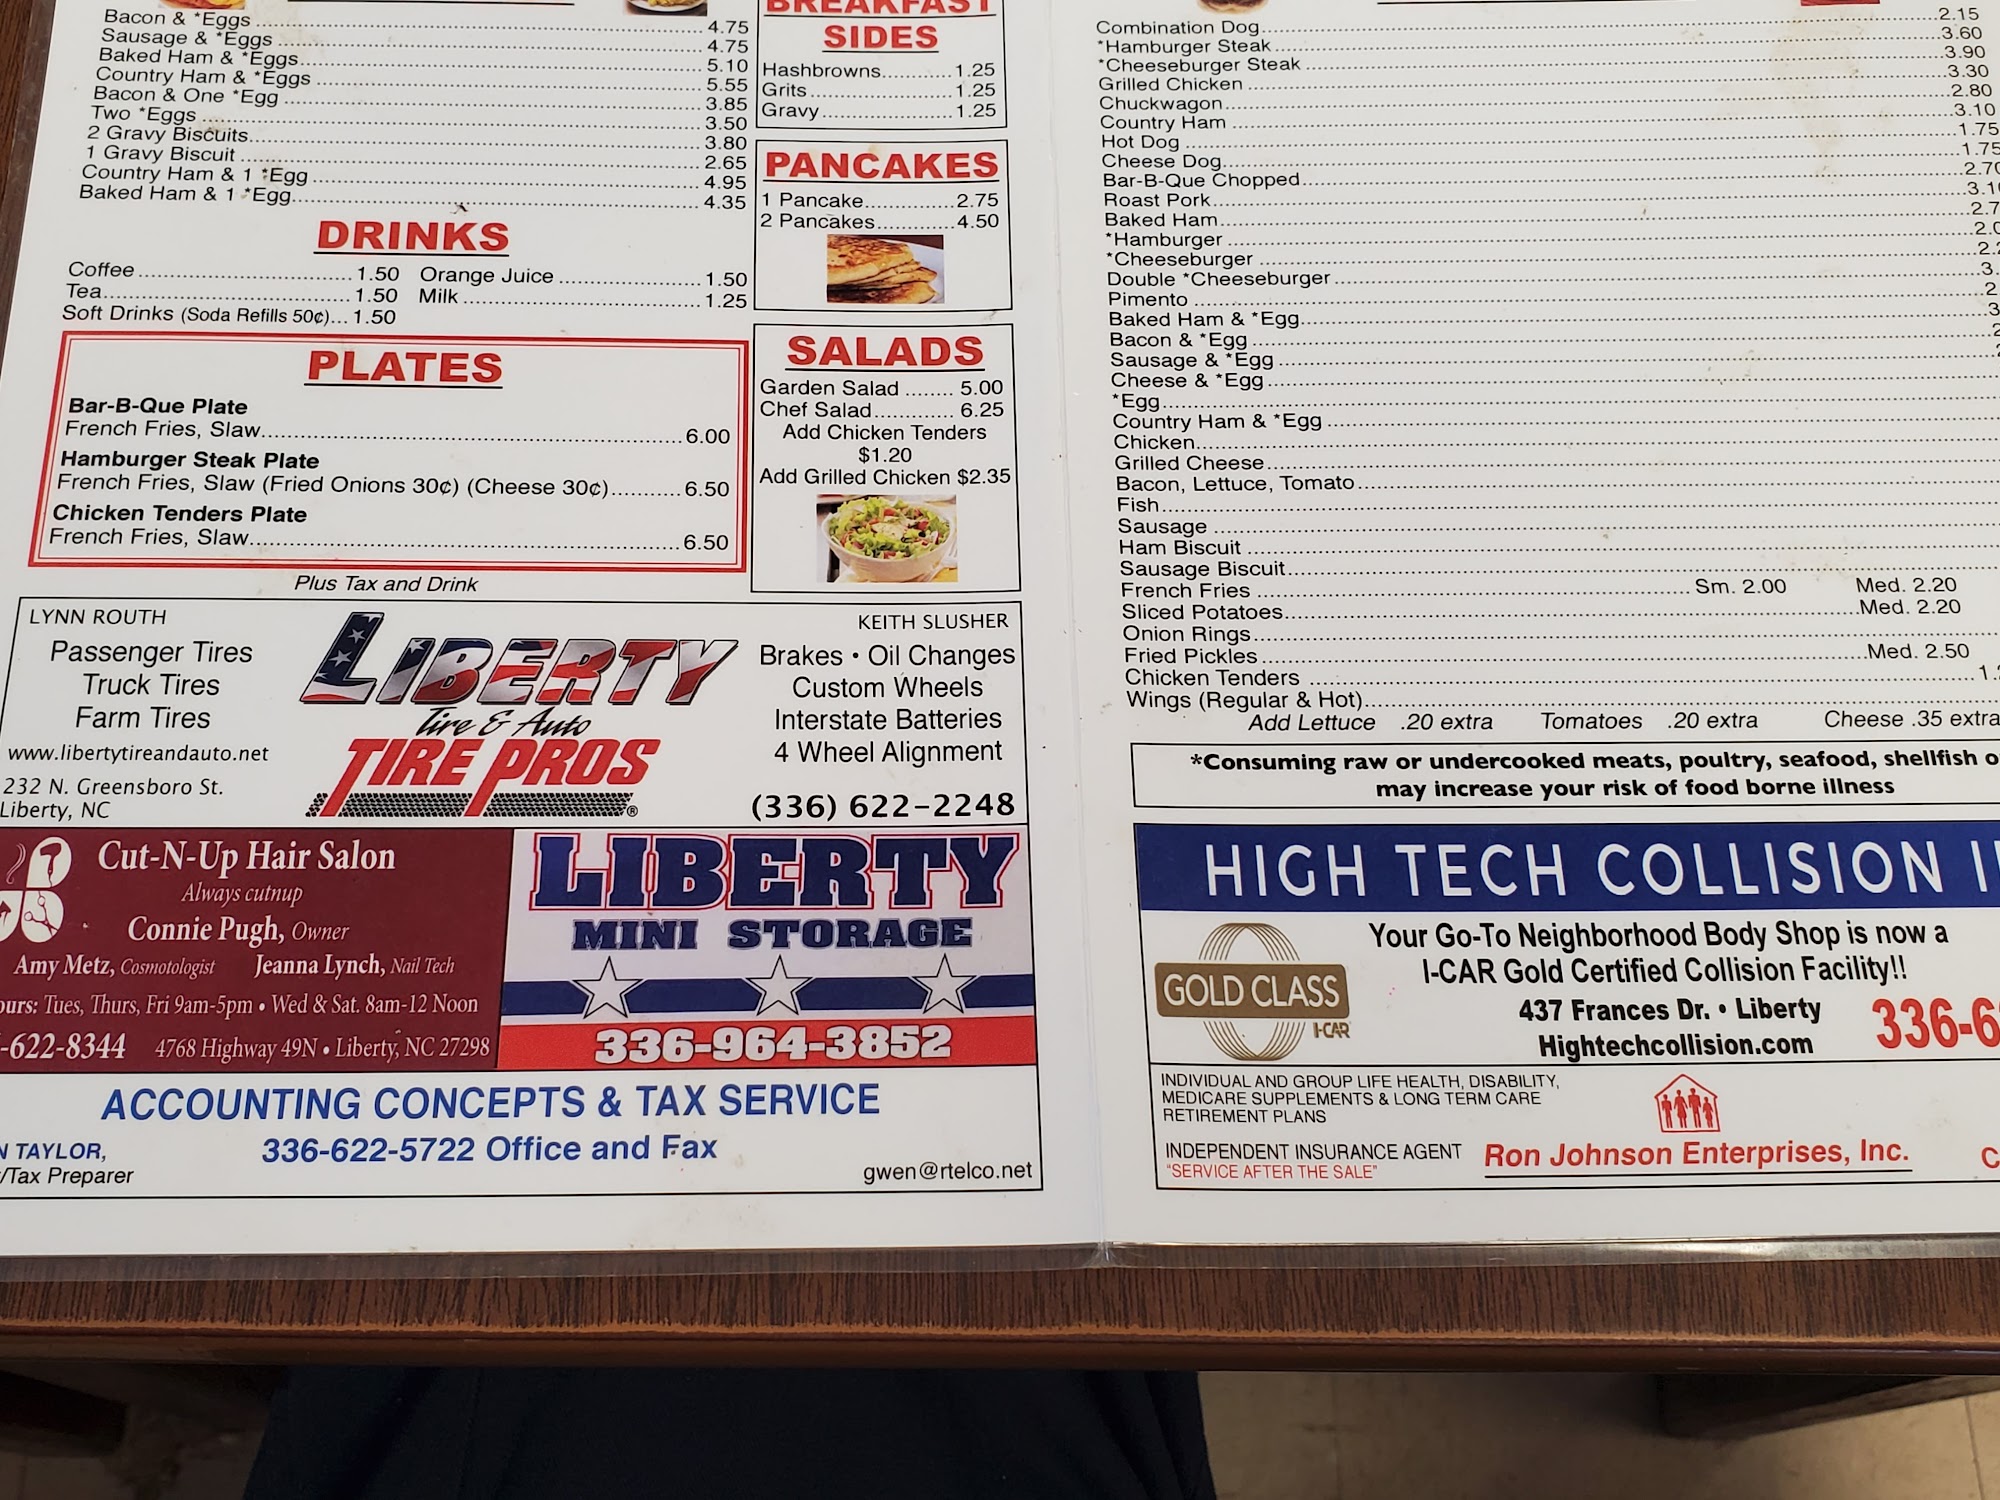 Bacon & *Eggs ........ 4.75
Sausage & *Eggs ........ 4.75
Baked Ham & *Eggs ........ 5.10
Country Ham & *Eggs ........ 5.55
Bacon & One *Egg ........ 3.85
Two *Eggs ........ 3.50
2 Gravy Biscuits ........ 3.80
1 Gravy Biscuit ........ 2.65
Country Ham & 1 *Egg ........ 4.95
Baked Ham & 1 *Egg ........ 4.35
DRINKS
Coffee ........ 1.50 Orange Juice ........ 1.50
Tea ........ 1.50 Milk ........ 1.25
Soft Drinks (Soda Refills 50¢)... 1.50
PLATES
Bar-B-Que Plate
French Fries, Slaw ........ 6.00
Hamburger Steak Plate
French Fries, Slaw (Fried Onions 30¢) (Cheese 30¢) ........ 6.50
Chicken Tenders Plate
French Fries, Slaw ........ 6.50
Plus Tax and Drink
BREAKFAST
SIDES
Hashbrowns ........ 1.25
Grits ........ 1.25
Gravy ........ 1.25
PANCAKES
1 Pancake ........ 2.75
2 Pancakes ........ 4.50
SALADS
Garden Salad ........ 5.00
Chef Salad ........ 6.25
Add Chicken Tenders
$1.20
Add Grilled Chicken $2.35
LYNN ROUTH
Passenger Tires
Truck Tires
Farm Tires
www.libertytireandauto.net
232 N. Greensboro St.
Liberty, NC
LIBERTY
Tire & Auto
TIRE PROS®
KEITH SLUSHER
Brakes • Oil Changes
Custom Wheels
Interstate Batteries
4 Wheel Alignment
(336) 622-2248
Cut-N-Up Hair Salon
Always cutnup
Connie Pugh, Owner
Amy Metz, Cosmotologist Jeanna Lynch, Nail Tech
ours: Tues, Thurs, Fri 9am-5pm • Wed & Sat. 8am-12 Noon
-622-8344 4768 Highway 49N • Liberty, NC 27298
LIBERTY
MINI STORAGE
336-964-3852
ACCOUNTING CONCEPTS & TAX SERVICE
336-622-5722 Office and Fax
N TAYLOR,
/Tax Preparer
gwen@rtelco.net
Combination Dog ........ 2.15
*Hamburger Steak ........ 3.60
*Cheeseburger Steak ........ 3.90
Grilled Chicken ........ 3.30
Chuckwagon ........ 2.80
Country Ham ........ 3.10
Hot Dog ........ 1.75
Cheese Dog ........ 1.75
Bar-B-Que Chopped ........ 2.70
Roast Pork ........ 3.1
Baked Ham ........ 2.7
*Hamburger ........ 2.0
*Cheeseburger ........ 2.2
Double *Cheeseburger ........ 3.
Pimento ........ 2
Baked Ham & *Egg ........ 3
Bacon & *Egg
Sausage & *Egg
Cheese & *Egg
*Egg
Country Ham & *Egg
Chicken
Grilled Cheese
Bacon, Lettuce, Tomato
Fish
Sausage
Ham Biscuit
Sausage Biscuit
French Fries ........ Sm. 2.00 Med. 2.20
Sliced Potatoes ........ Med. 2.20
Onion Rings
Fried Pickles ........ Med. 2.50
Chicken Tenders ........ 1.
Wings (Regular & Hot)
Add Lettuce .20 extra Tomatoes .20 extra Cheese .35 extra
*Consuming raw or undercooked meats, poultry, seafood, shellfish o
may increase your risk of food borne illness
HIGH TECH COLLISION I
GOLD CLASS
I-CAR
Your Go-To Neighborhood Body Shop is now a
I-CAR Gold Certified Collision Facility!!
437 Frances Dr. • Liberty
Hightechcollision.com
336-6
INDIVIDUAL AND GROUP LIFE HEALTH, DISABILITY,
MEDICARE SUPPLEMENTS & LONG TERM CARE
RETIREMENT PLANS
INDEPENDENT INSURANCE AGENT
"SERVICE AFTER THE SALE"
Ron Johnson Enterprises, Inc.
C